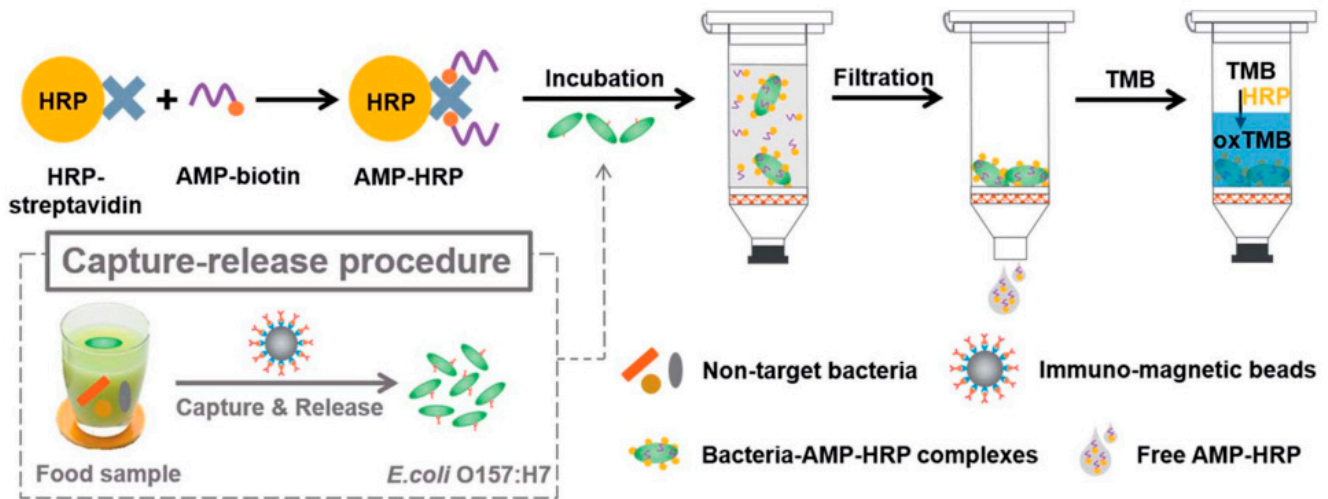 HRP
HRP
Incubation
Filtration
TMB
TMB
HRP
oxTMB
HRP-
streptavidin
AMP-biotin
AMP-HRP
Capture-release procedure
Capture & Release
Food sample
E.coli O157:H7
Non-target bacteria
Immuno-magnetic beads
Bacteria-AMP-HRP complexes
Free AMP-HRP